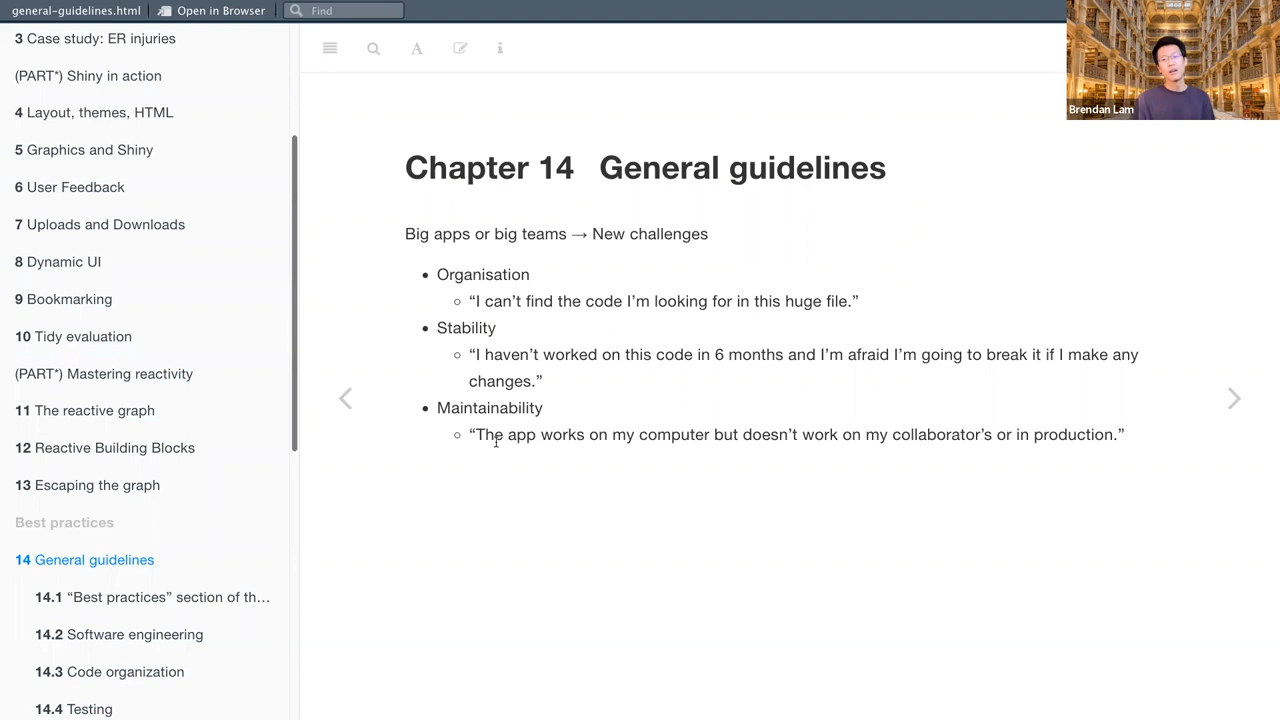 general-guidelines.html
Open in Browser
Find
3 Case study: ER injuries
(PART*) Shiny in action
4 Layout, themes, HTML
5 Graphics and Shiny
6 User Feedback
7 Uploads and Downloads
8 Dynamic UI
9 Bookmarking
10 Tidy evaluation
(PART*) Mastering reactivity
11 The reactive graph
12 Reactive Building Blocks
13 Escaping the graph
Best practices
14 General guidelines
14.1 “Best practices” section of th…
14.2 Software engineering
14.3 Code organization
14.4 Testing
A
i
Brendan Lam
Chapter 14 General guidelines
Big apps or big teams → New challenges
• Organisation
◦ “I can’t find the code I’m looking for in this huge file.”
• Stability
◦ “I haven’t worked on this code in 6 months and I’m afraid I’m going to break it if I make any
changes.”
• Maintainability
◦ “The app works on my computer but doesn’t work on my collaborator’s or in production.”